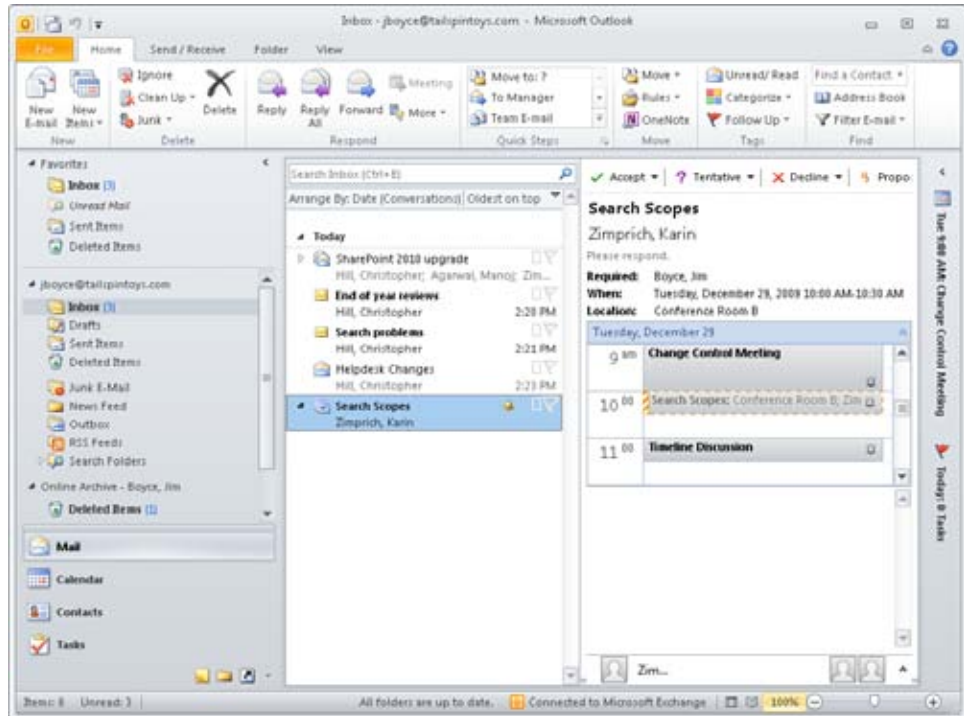 Inbox - jboyce@tailspintoys.com - Microsoft Outlook
File Home Send / Receive Folder View
New E-mail
New Items
New
Ignore
Clean Up
Junk
Delete
Delete
Reply
Reply All
Forward
Meeting
More
Respond
Move to: ?
To Manager
Team E-mail
Quick Steps
Move
Rules
OneNote
Move
Unread/ Read
Categorize
Follow Up
Tags
Find a Contact
Address Book
Filter E-mail
Find
Favorites
Inbox (3)
Unread Mail
Sent Items
Deleted Items
jboyce@tailspintoys.com
Inbox (3)
Drafts
Sent Items
Deleted Items
Junk E-Mail
News Feed
Outbox
RSS Feeds
Search Folders
Online Archive - Boyce, Jim
Deleted Items (1)
Mail
Calendar
Contacts
Tasks
Search Inbox (Ctrl+E)
Arrange By: Date (Conversations) Oldest on top
Today
SharePoint 2010 upgrade
Hill, Christopher; Agarwal, Manoj; Zim...
End of year reviews
Hill, Christopher 2:20 PM
Search problems
Hill, Christopher 2:21 PM
Helpdesk Changes
Hill, Christopher 2:23 PM
Search Scopes
Zimprich, Karin
Accept ? Tentative Decline Propo
Search Scopes
Zimprich, Karin
Please respond.
Required: Boyce, Jim
When: Tuesday, December 29, 2009 10:00 AM-10:30 AM
Location: Conference Room B
Tuesday, December 29
9 am Change Control Meeting
10 00 Search Scopes; Conference Room B; Zim
11 00 Timeline Discussion
Zim...
Tue 9:00 AM: Change Control Meeting
Today: 0 Tasks
Items: 8 Unread: 3 All folders are up to date. Connected to Microsoft Exchange 100%